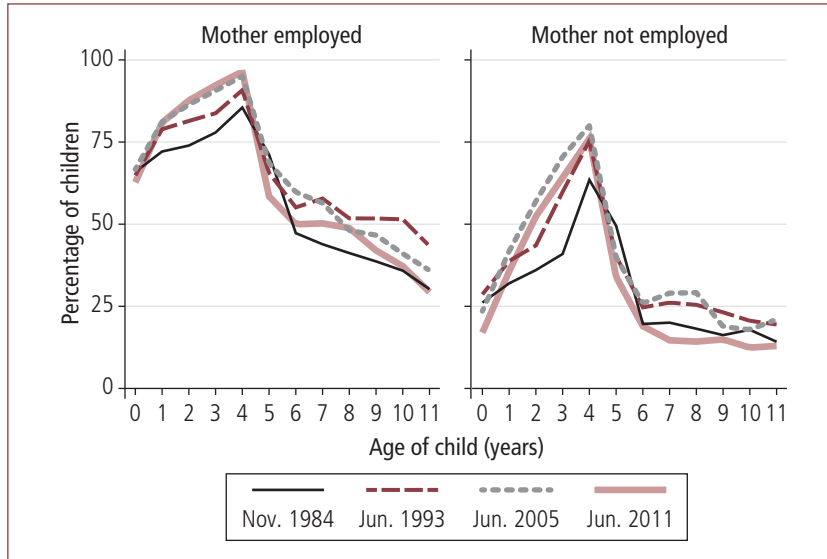 Mother employed
Mother not employed
Percentage of children
100
75
50
25
0
0 1 2 3 4 5 6 7 8 9 10 11
0 1 2 3 4 5 6 7 8 9 10 11
Age of child (years)
Nov. 1984 Jun. 1993 Jun. 2005 Jun. 2011